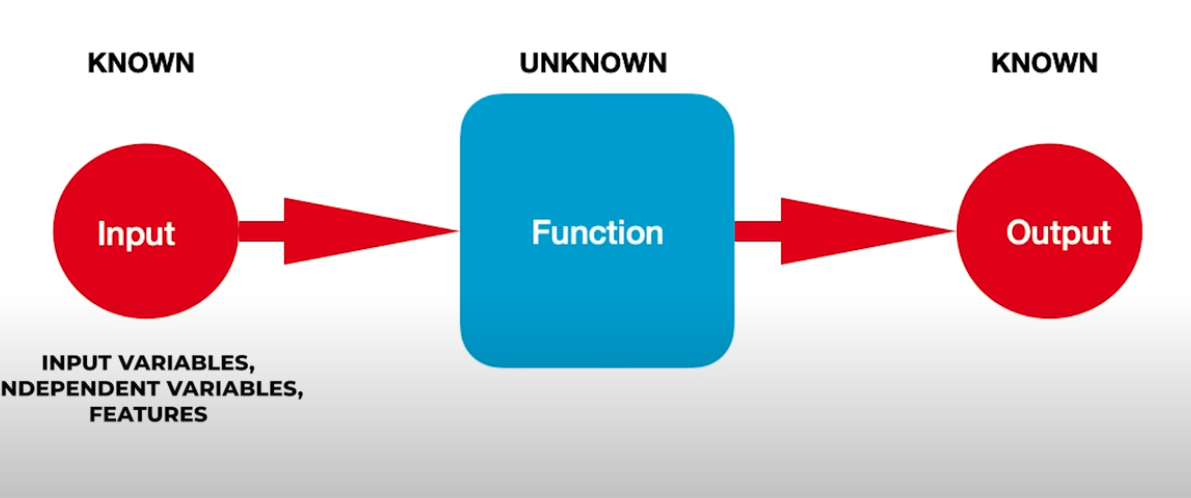 KNOWN
UNKNOWN
KNOWN
Input
Function
Output
INPUT VARIABLES,
NDEPENDENT VARIABLES,
FEATURES